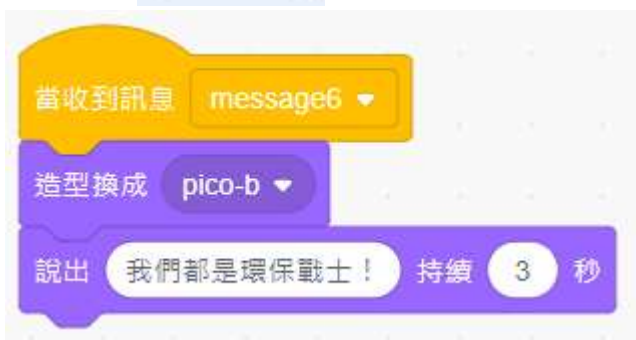 當收到訊息 message6
造型換成 pico-b
說出 我們都是環保戰士！ 持續 3 秒